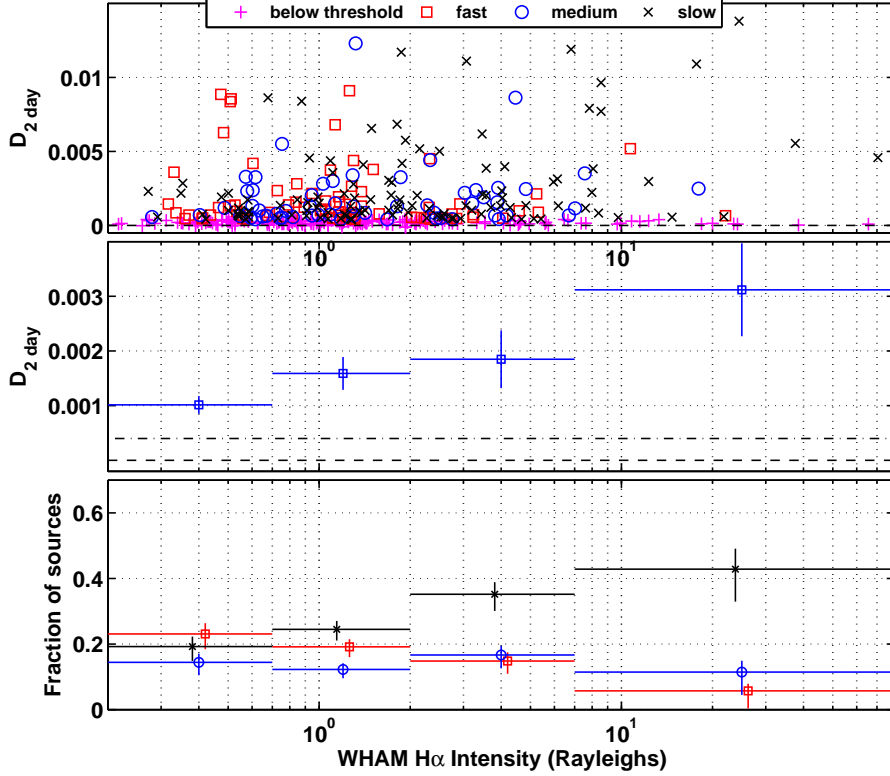 below threshold fast medium slow
D2 day
0.01
0.005
0
10^0 10^1
D2 day
0.003
0.002
0.001
Fraction of sources
0.6
0.4
0.2
0
10^0 10^1
WHAM Hα Intensity (Rayleighs)